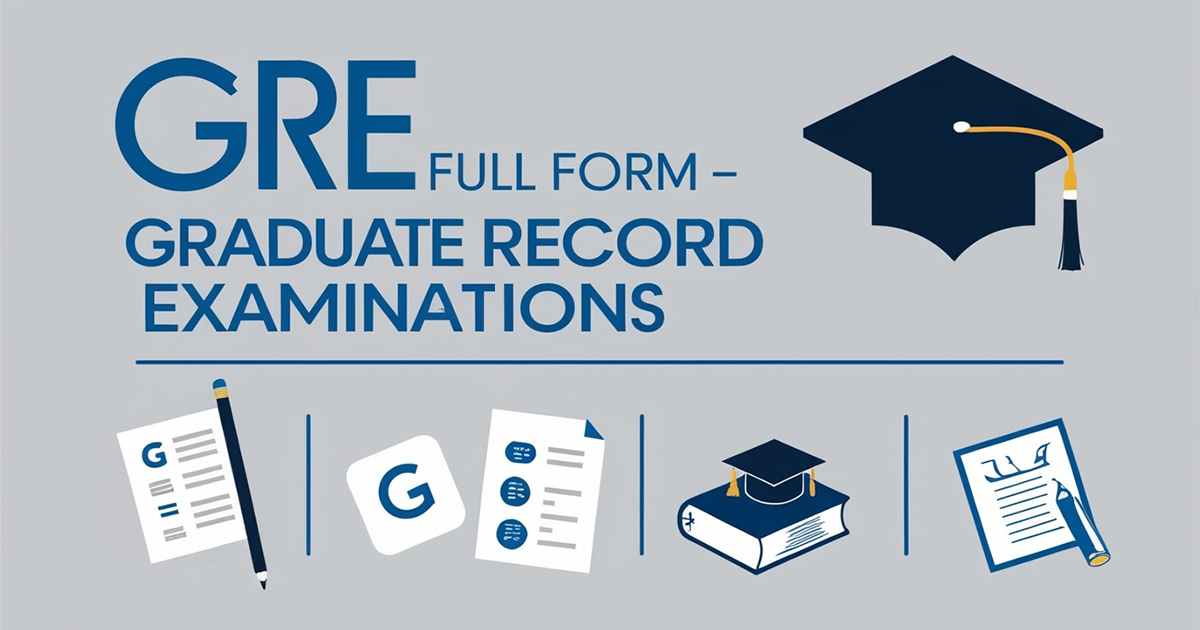 GRE FULL FORM –
GRADUATE RECORD
EXAMINATIONS
G
G